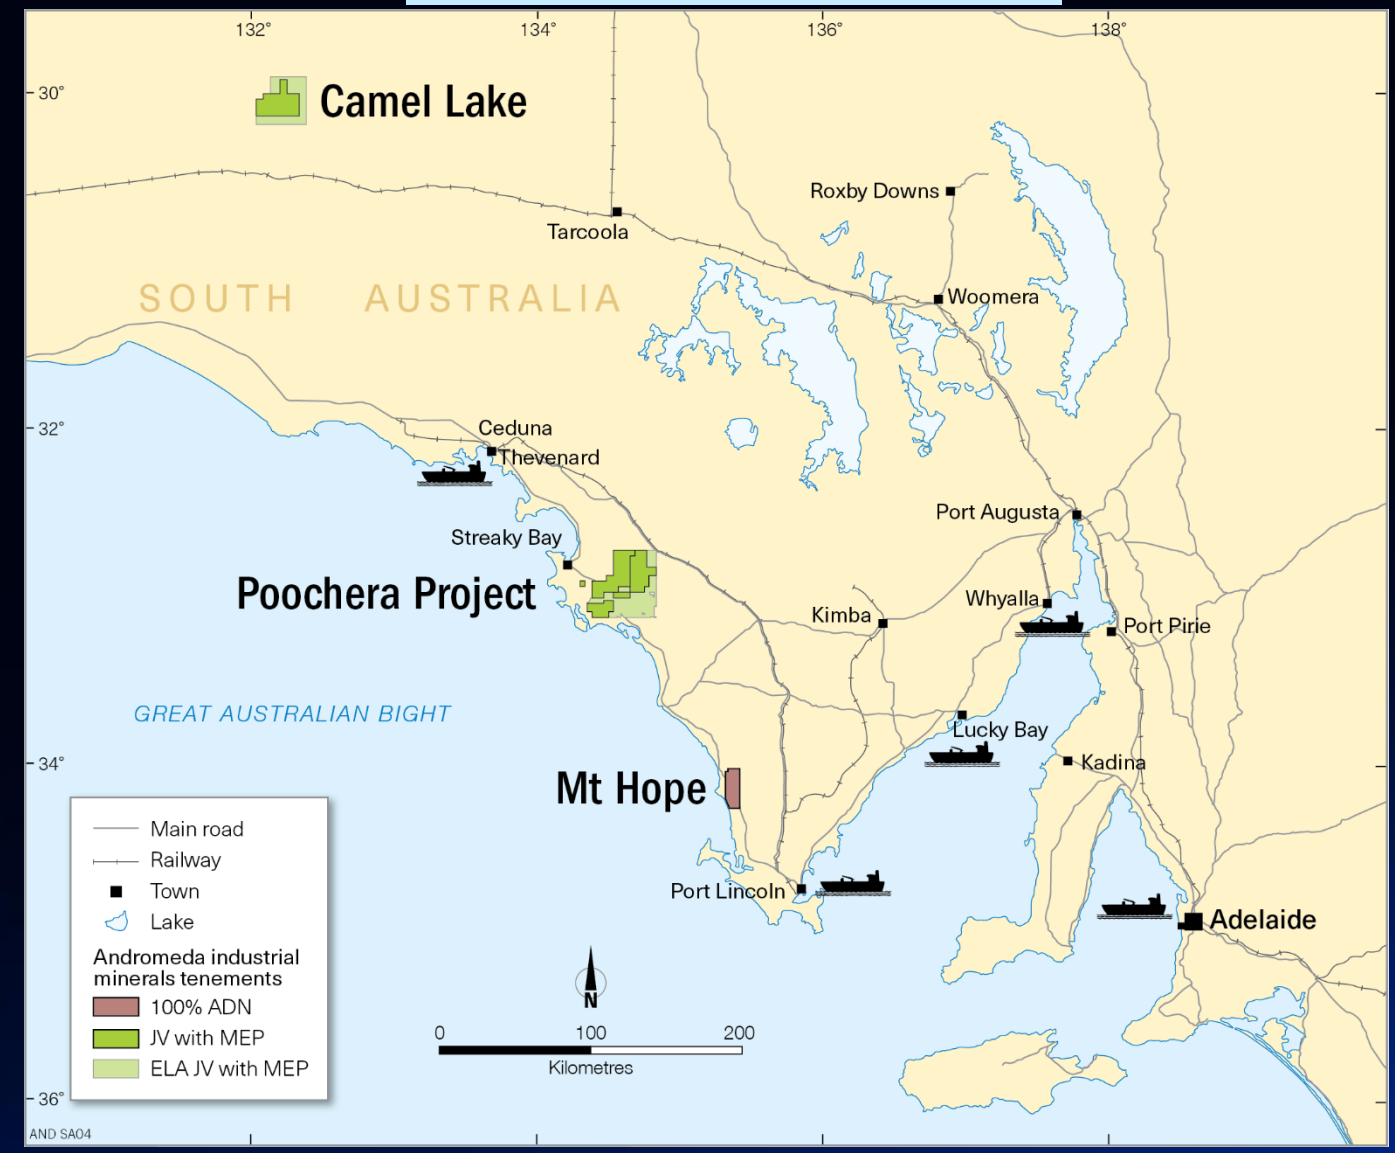 132°
134°
136°
138°
30°
Camel Lake
Roxby Downs
Tarcoola
SOUTH AUSTRALIA
Woomera
32°
Ceduna
Thevenard
Port Augusta
Streaky Bay
Poochera Project
Whyalla
Kimba
Port Pirie
GREAT AUSTRALIAN BIGHT
Lucky Bay
34°
Kadina
Mt Hope
Port Lincoln
Adelaide
Main road
Railway
Town
Lake
Andromeda industrial
minerals tenements
100% ADN
JV with MEP
ELA JV with MEP
N
0 100 200
Kilometres
36°
AND SA04